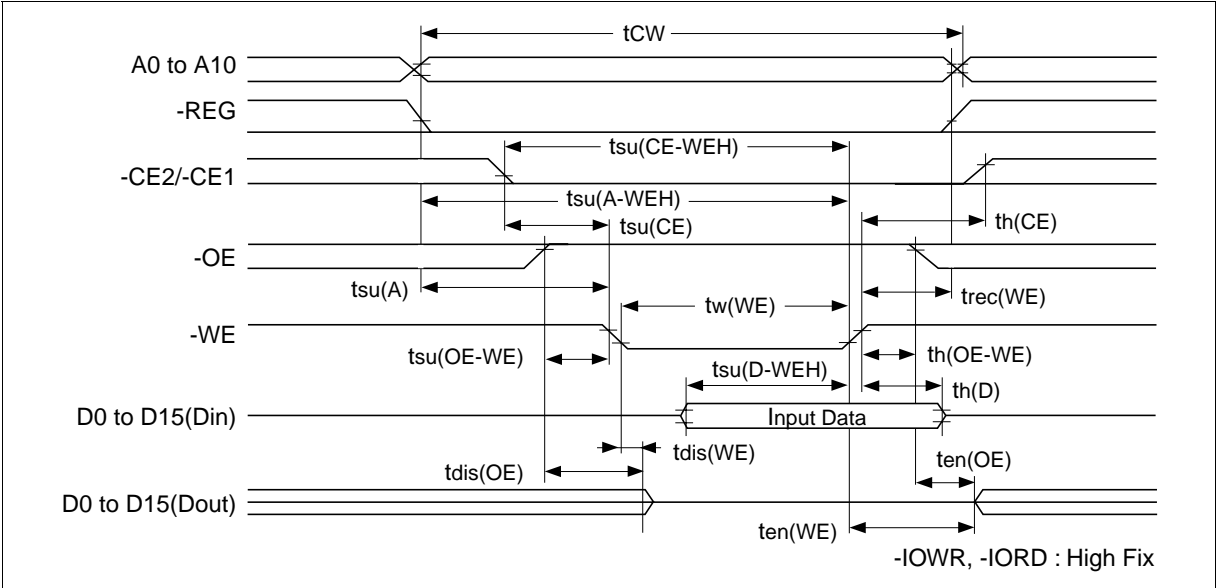 tCW
A0 to A10
-REG
tsu(CE-WEH)
-CE2/-CE1
tsu(A-WEH)
tsu(CE)
th(CE)
-OE
tsu(A)
trec(WE)
tw(WE)
-WE
tsu(OE-WE)
th(OE-WE)
tsu(D-WEH)
th(D)
D0 to D15(Din)
Input Data
tdis(WE)
tdis(OE)
ten(OE)
D0 to D15(Dout)
ten(WE)
-IOWR, -IORD : High Fix